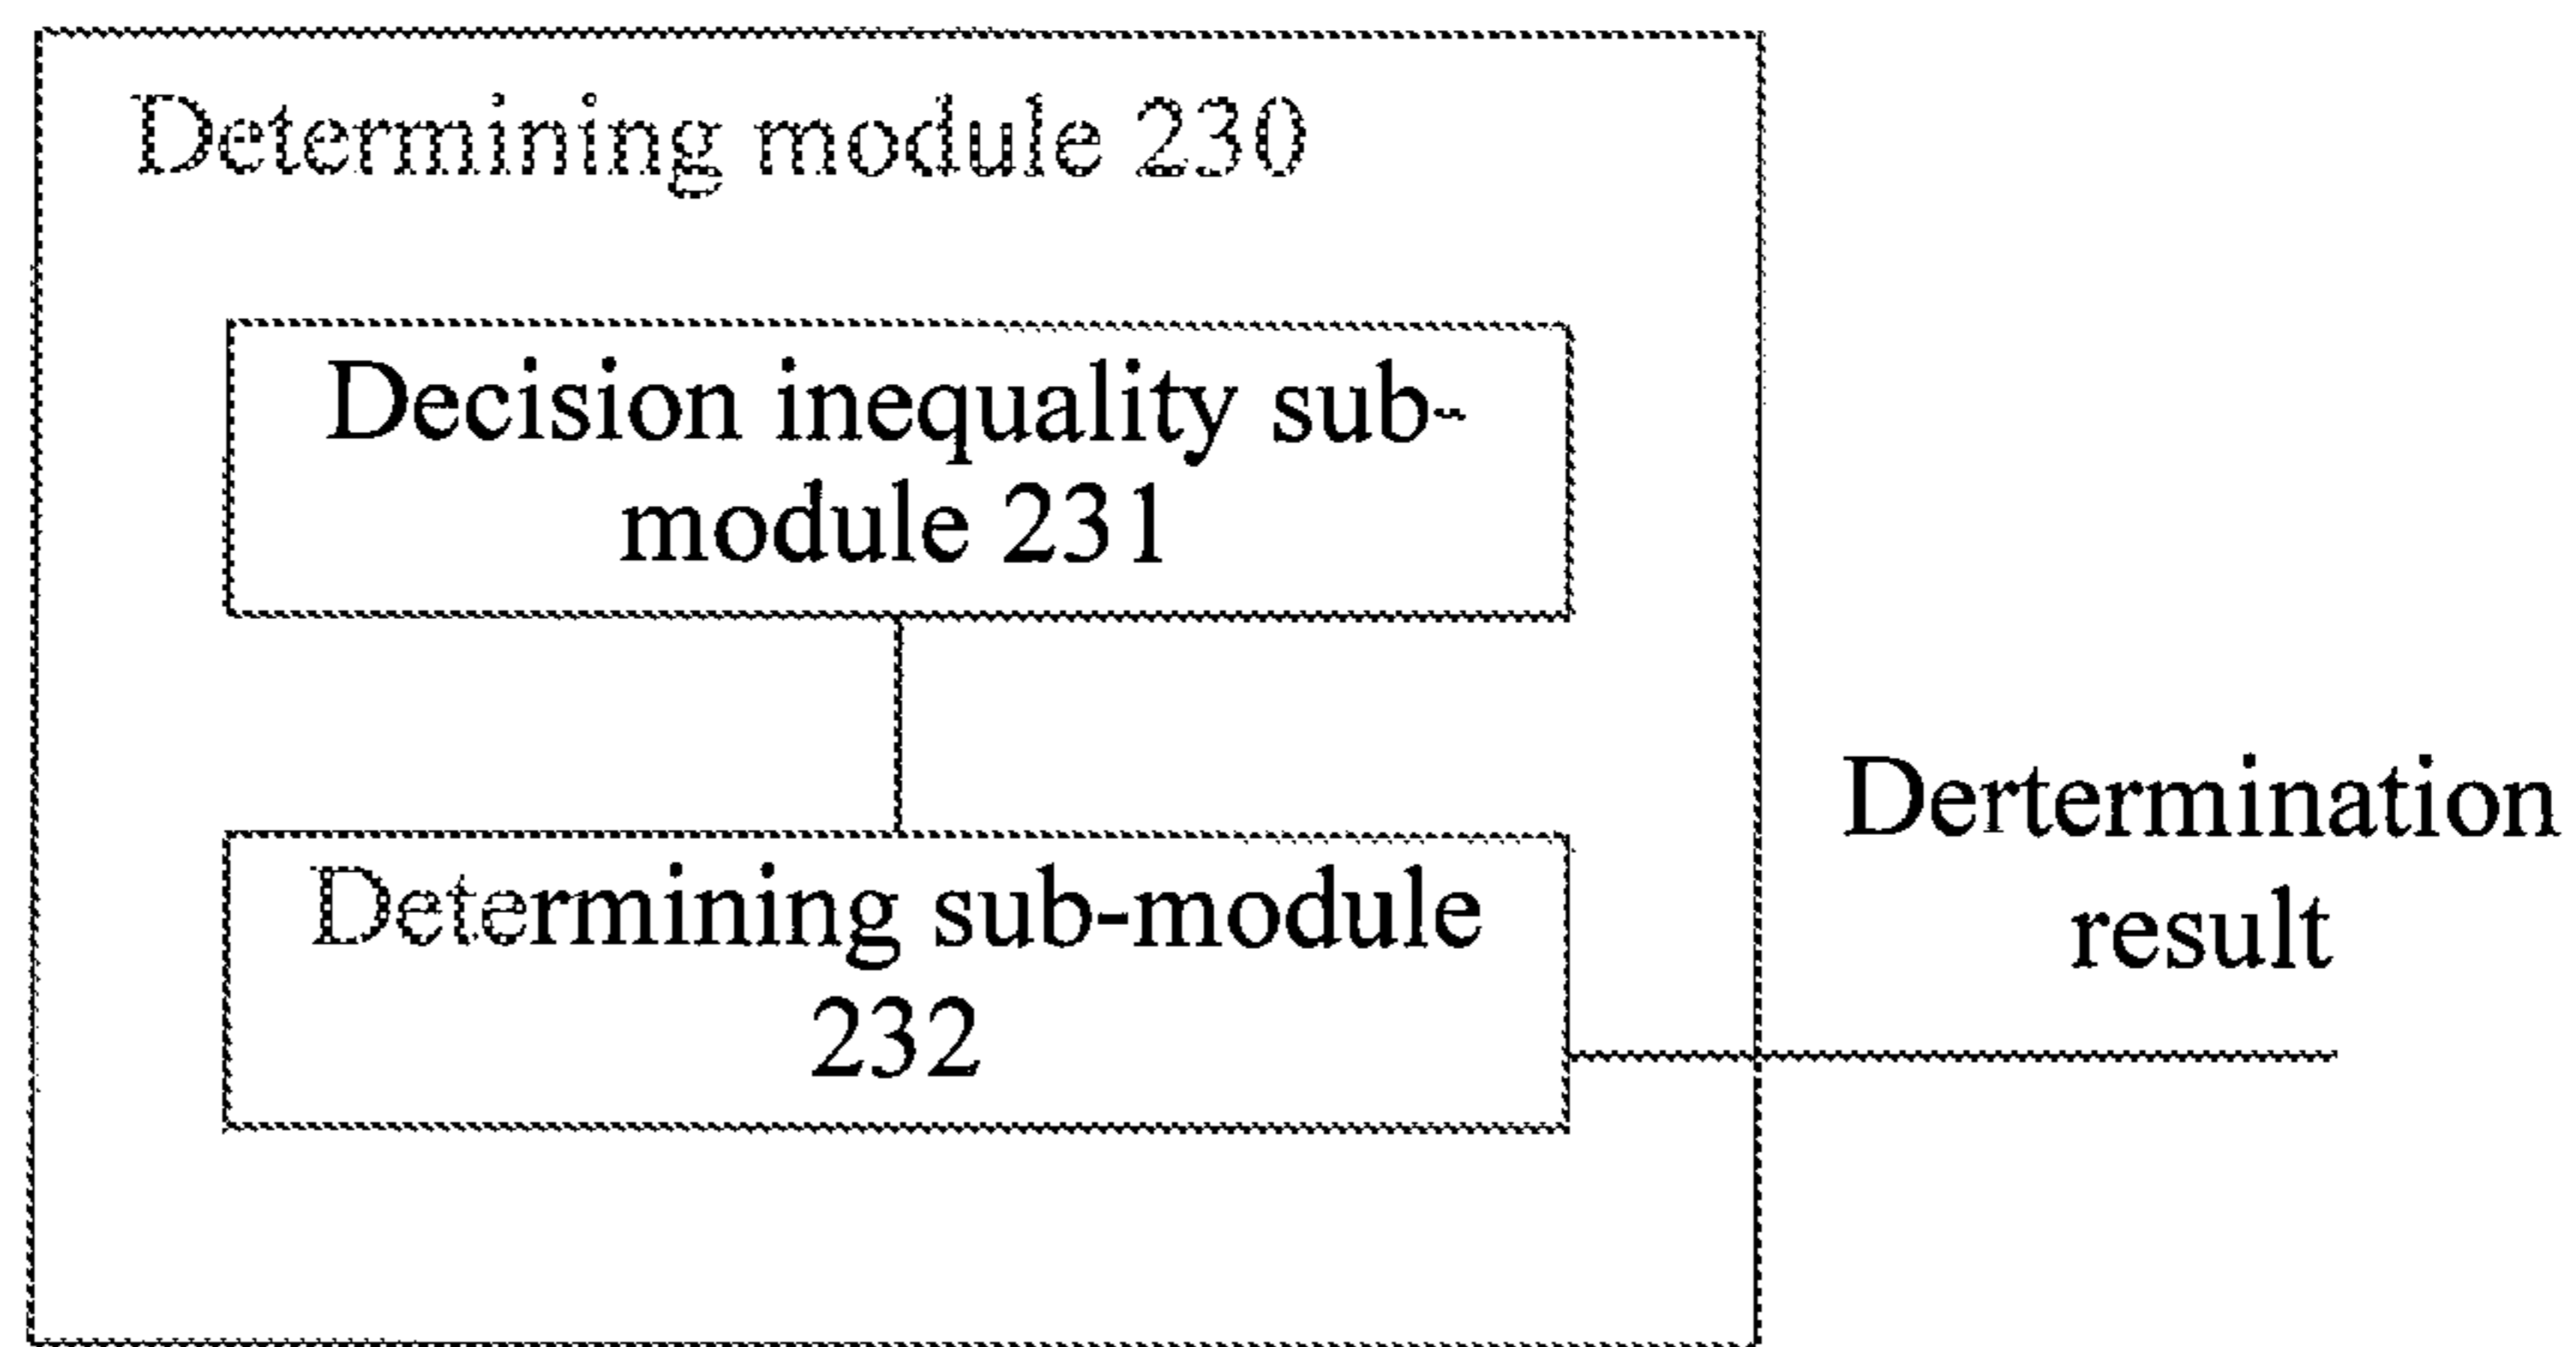 Determining module 230
Decision inequality sub-
module 231
Determining sub-module
232
Dertermination
result